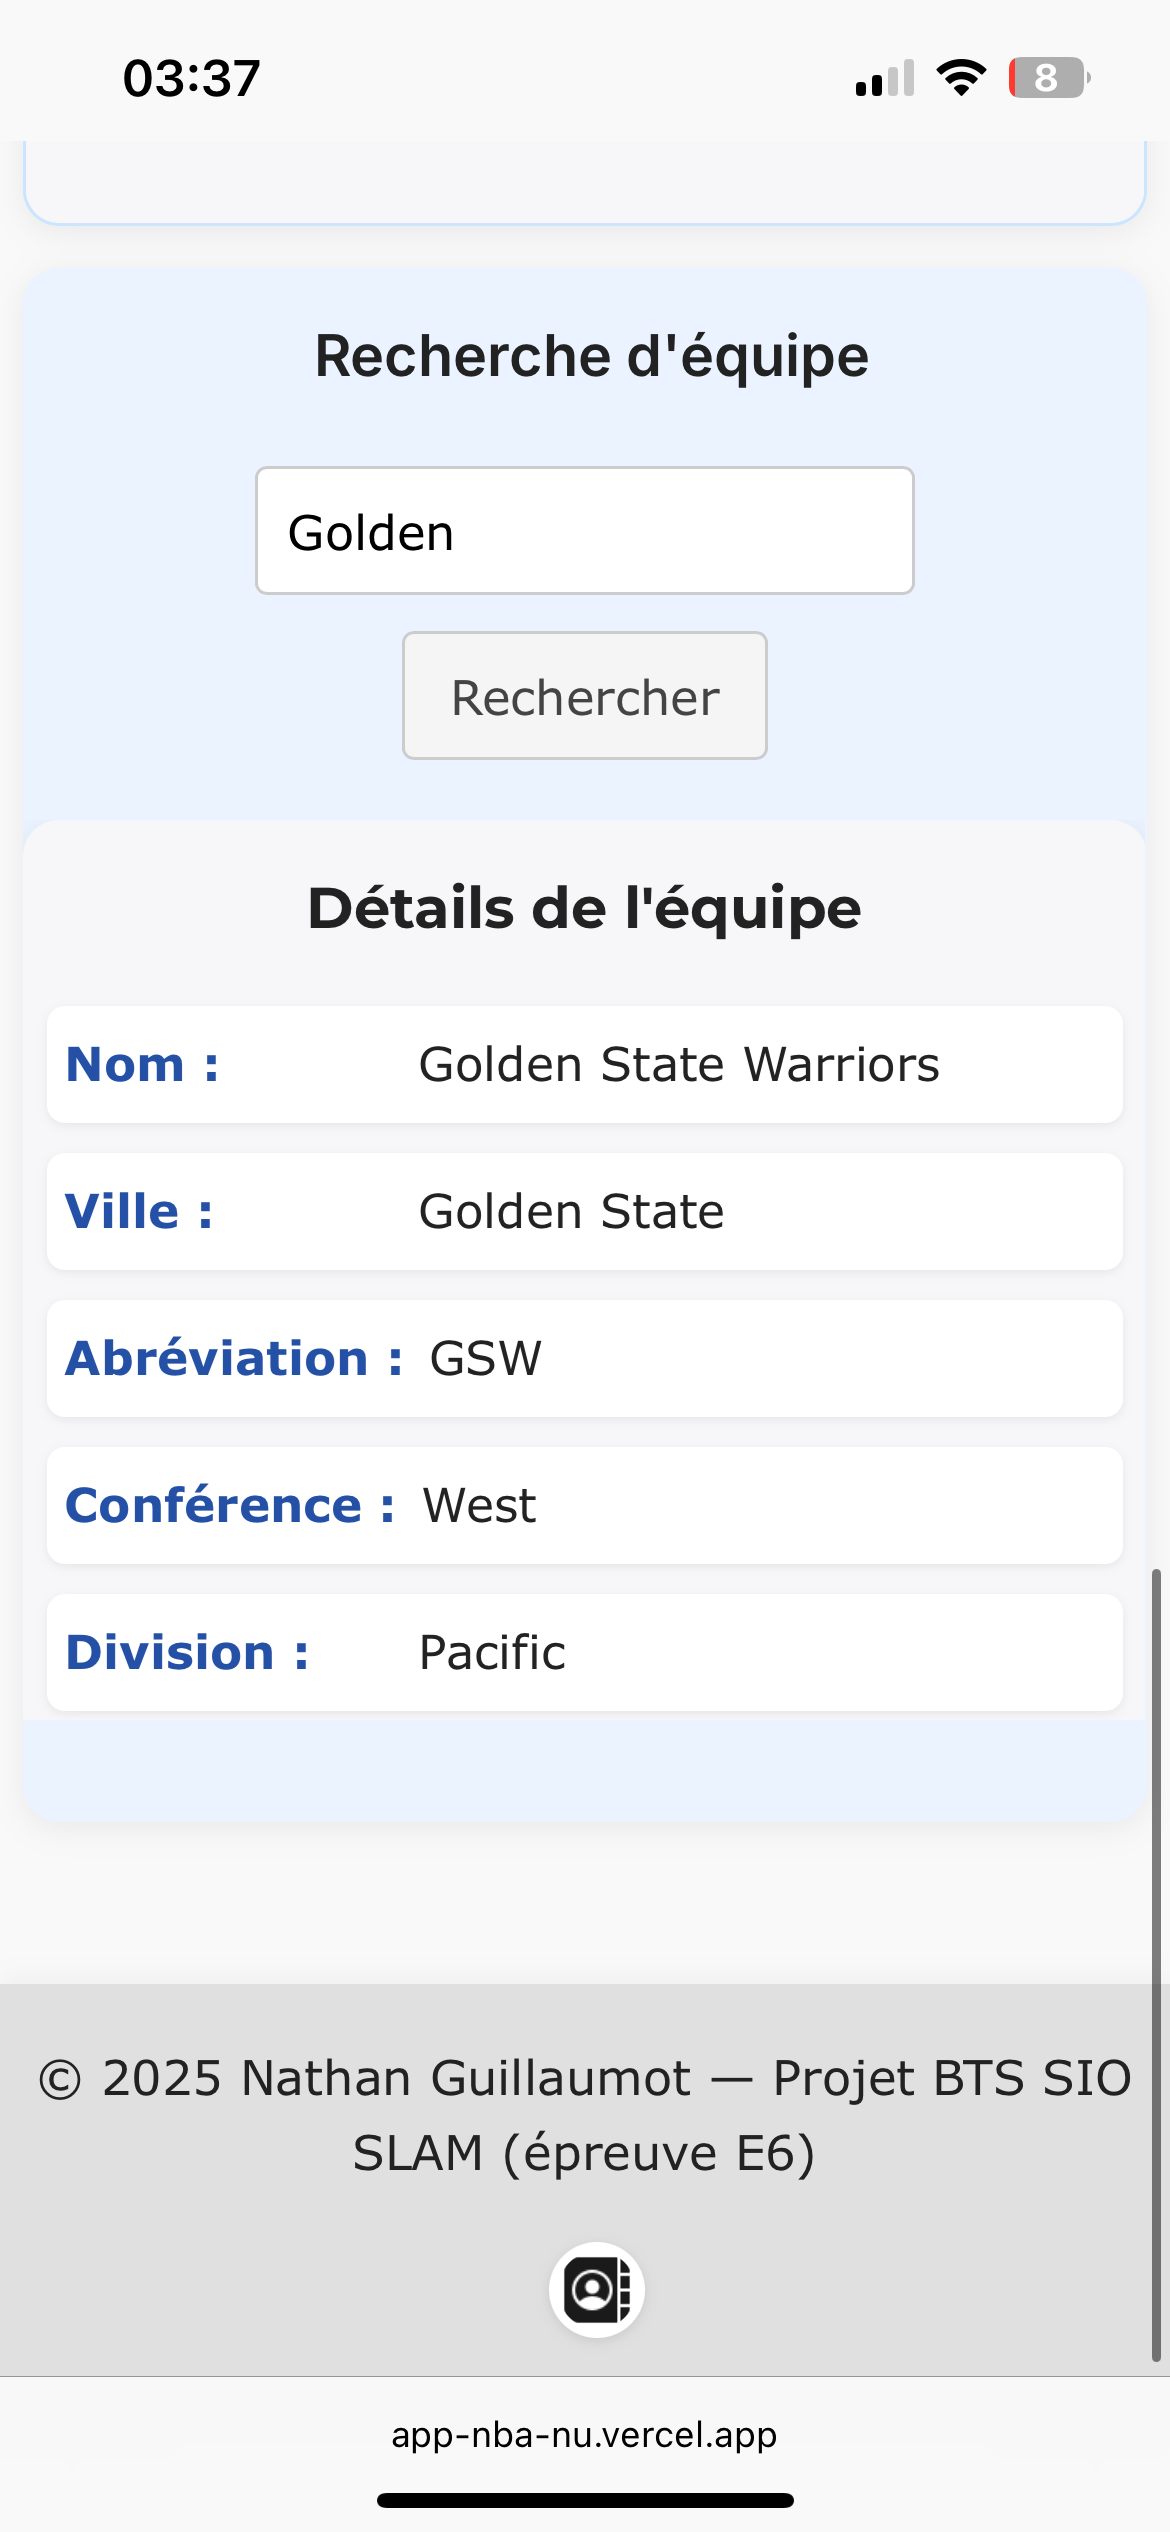 03:37
8
Recherche d'équipe
Golden
Rechercher
Détails de l'équipe
Nom : Golden State Warriors
Ville : Golden State
Abréviation : GSW
Conférence : West
Division : Pacific
© 2025 Nathan Guillaumot — Projet BTS SIO
SLAM (épreuve E6)
app-nba-nu.vercel.app